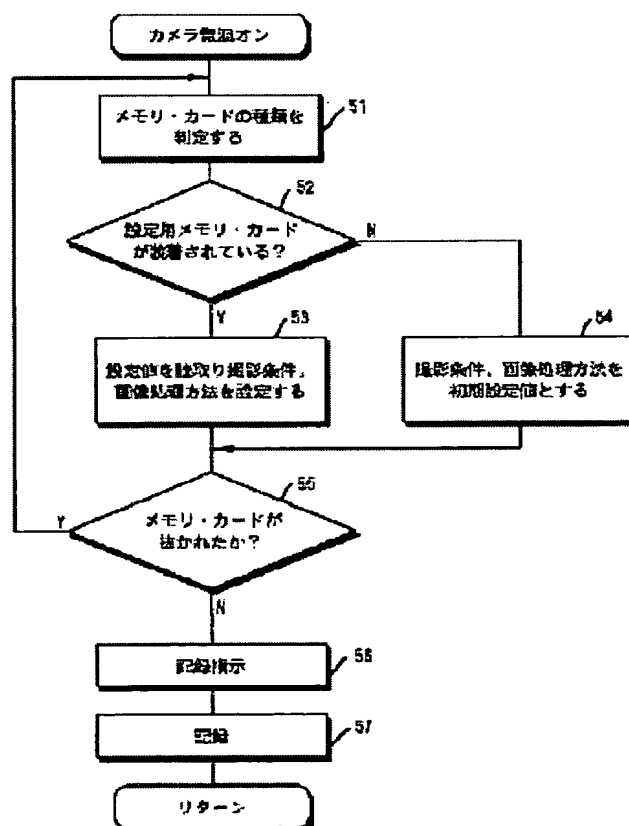 カメラ電源オン
メモリ・カードの種類を
判定する
51
設定用メモリ・カード
が装着されている?
52
N
Y
設定値を読取り撮影条件、
画像処理方法を設定する
53
撮影条件、画像処理方法を
初期設定値とする
54
メモリ・カードが
抜かれたか?
55
Y
N
記録指示
56
記録
57
リターン